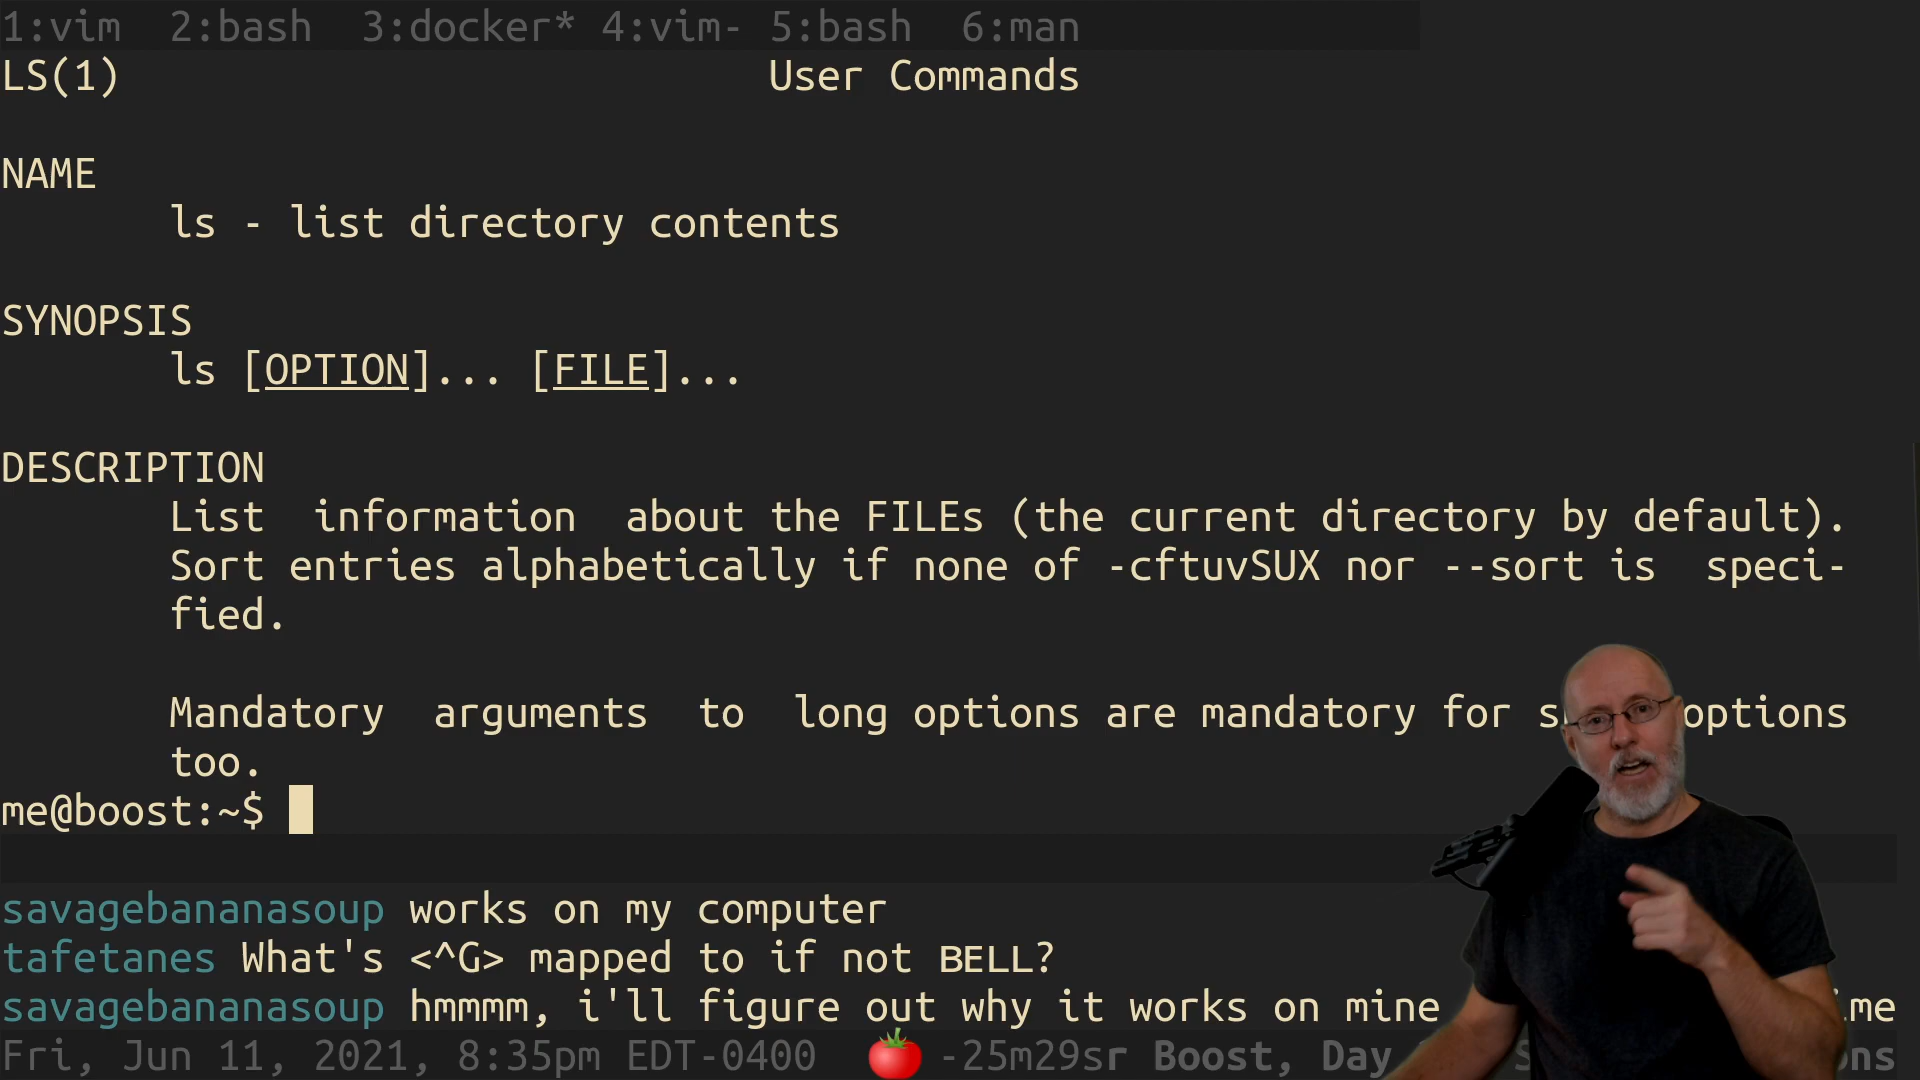 1:vim  2:bash  3:docker* 4:vim- 5:bash  6:man
LS(1) User Commands
NAME
ls - list directory contents
SYNOPSIS
ls [OPTION]... [FILE]...
DESCRIPTION
List information about the FILEs (the current directory by default).
Sort entries alphabetically if none of -cftuvSUX nor --sort is speci-
fied.
Mandatory arguments to long options are mandatory for options
too.
me@boost:~$
savagebananasoup works on my computer
tafetanes What's <^G> mapped to if not BELL?
savagebananasoup hmmmm, i'll figure out why it works on mine
Fri, Jun 11, 2021, 8:35pm EDT-0400 🍅 -25m29sr Boost, Day